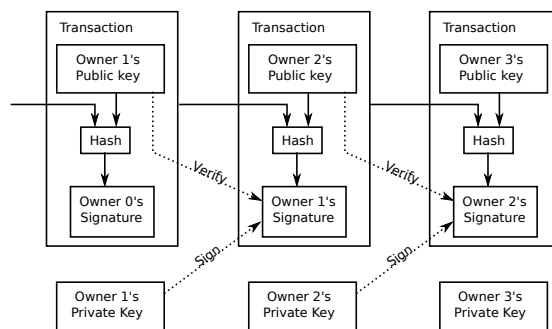 Transaction
Owner 1's
Public key
Hash
Owner 0's
Signature
Transaction
Owner 2's
Public key
Hash
Verify
Owner 1's
Signature
Transaction
Owner 3's
Public key
Hash
Verify
Owner 2's
Signature
Owner 1's
Private Key
Sign
Owner 2's
Private Key
Sign
Owner 3's
Private Key